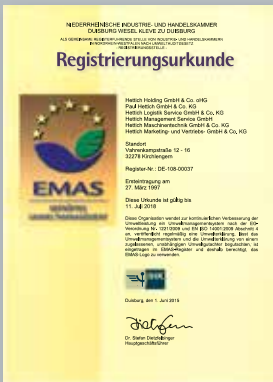 NIEDERRHEINISCHE INDUSTRIE- UND HANDELSKAMMER
DUISBURG WESEL KLEVE ZU DUISBURG
ALS GEMEINSAME REGISTERFÜHRENDE STELLE VON INDUSTRIE- UND HANDELSKAMMERN
IN NORDRHEIN-WESTFALEN NACH UMWELTAUDITGESETZ
- REGISTRIERUNGSSTELLE -
Registrierungsurkunde
Hettich Holding GmbH & Co. oHG
Paul Hettich GmbH & Co. KG
Hettich Logistik Service GmbH & Co. KG
Hettich Management Service GmbH
Hettich Maschinentechnik GmbH & Co. KG
Hettich Marketing- und Vertriebs- GmbH & Co. KG
Standort
Vahrenkampstraße 12 - 16
32278 Kirchlengern
Register-Nr.: DE-108-00037
Ersteintragung am
27. März 1997
Diese Urkunde ist gültig bis
11. Juli 2018
Diese Organisation wendet zur kontinuierlichen Verbesserung der
Umweltleistung ein Umweltmanagementsystem nach der EG-
Verordnung Nr. 1221/2009 und EN ISO 14001:2009 Abschnitt 4
an, veröffentlicht regelmäßig eine Umwelterklärung, lässt das
Umweltmanagementsystem und die Umwelterklärung von einem
zugelassenen, unabhängigen Umweltgutachter begutachten, ist
eingetragen im EMAS-Register und deshalb berechtigt, das
EMAS-Logo zu verwenden.
EMAS
IHK
Duisburg, den 1. Juni 2015
Dr. Stefan Dietzfelbinger
Hauptgeschäftsführer